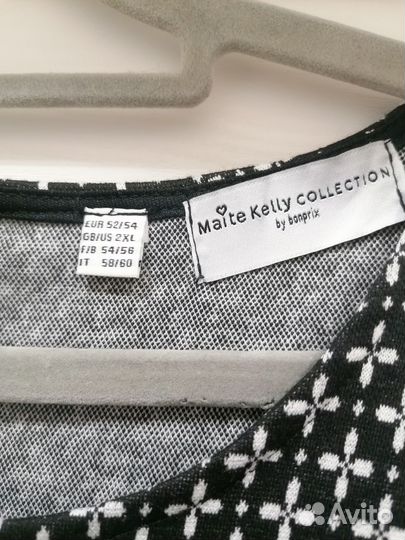 EUR 52/54
GB/US 2XL
F/B 54/56
IT 58/60
Maite Kelly COLLECTION
by bonprix
Avito